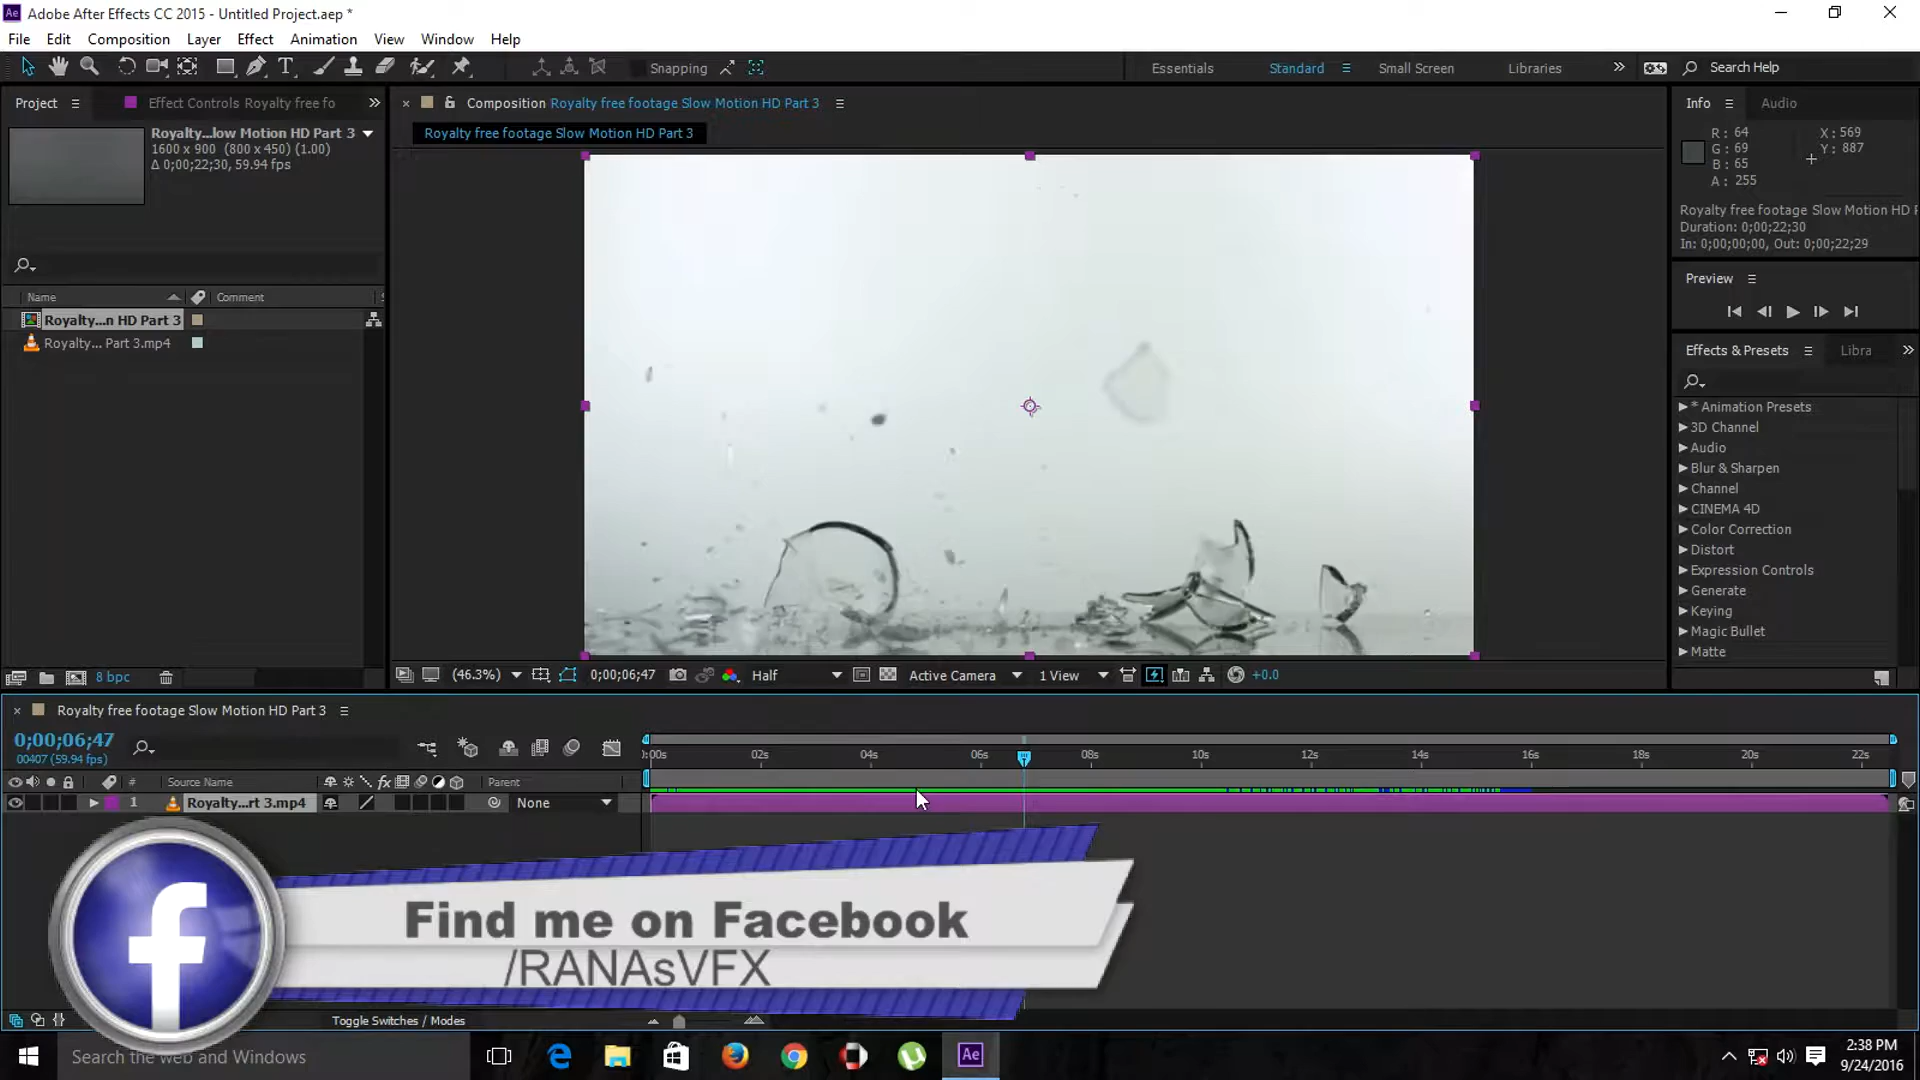 Adobe After Effects CC 2015 - Untitled Project.aep *
File Edit Composition Layer Effect Animation View Window Help
Snapping Essentials Standard Small Screen Libraries Search Help
Project Effect Controls Royalty free fo
Composition Royalty free footage Slow Motion HD Part 3
Info Audio
Royalty free footage Slow Motion HD Part 3
Royalty...low Motion HD Part 3
1600 x 900 (800 x 450) (1.00)
Δ 0;00;22;30, 59.94 fps
R : 64 X : 569
G : 69 Y : 887
B : 65
A : 255
Royalty free footage Slow Motion HD P
Duration: 0;00;22;30
In: 0;00;00;00, Out: 0;00;22;29
Preview
Name Comment
Royalty...n HD Part 3
Royalty... Part 3.mp4
Effects & Presets Libra
* Animation Presets
3D Channel
Audio
Blur & Sharpen
Channel
CINEMA 4D
Color Correction
Distort
Expression Controls
Generate
Keying
Magic Bullet
Matte
8 bpc
(46.3%) 0;00;06;47 Half Active Camera 1 View +0.0
Royalty free footage Slow Motion HD Part 3
0;00;06;47
00407 (59.94 fps)
:00s 02s 04s 06s 08s 10s 12s 14s 16s 18s 20s 22s
# Source Name fx Parent
1 Royalty...rt 3.mp4 None
Find me on Facebook
/RANAsVFX
Toggle Switches / Modes
Search the web and Windows
Ae
2:38 PM
9/24/2016